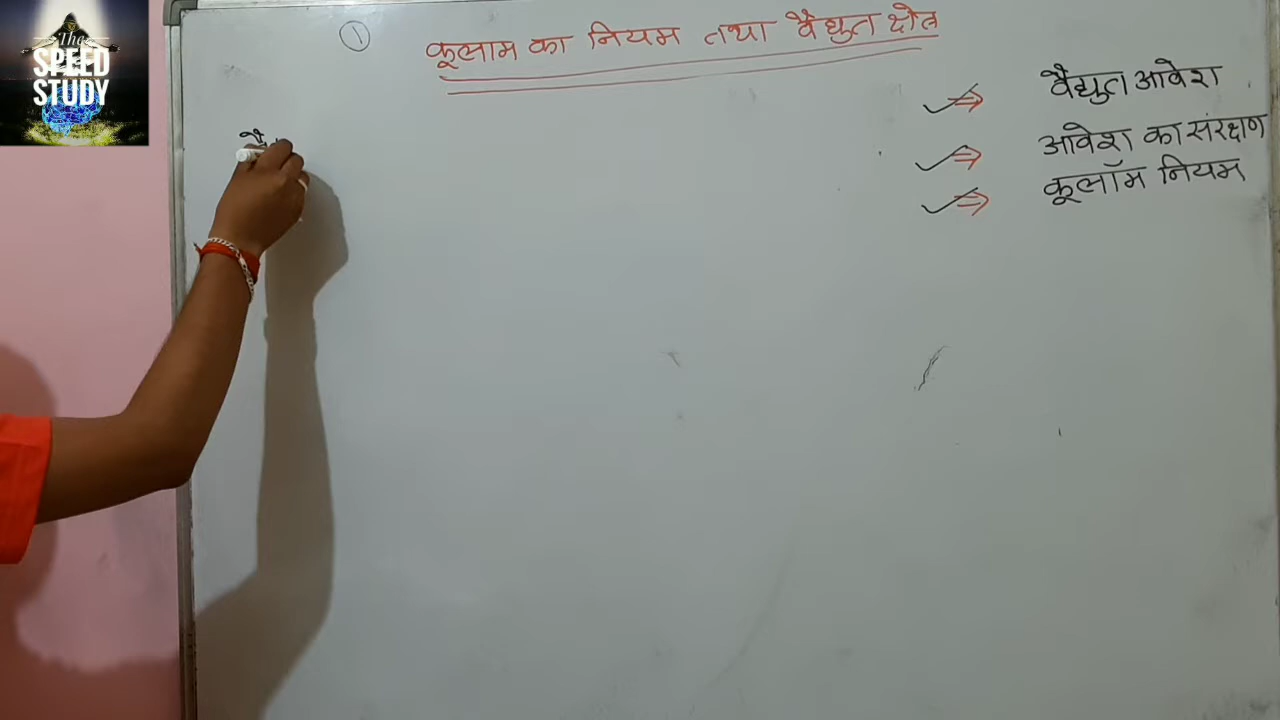 The
SPEED
STUDY
①
कूलाम का नियम तथा वैद्युत क्षेत्र
वैद्युत आवेश
आवेश का संरक्षण
कूलॉम नियम
वै